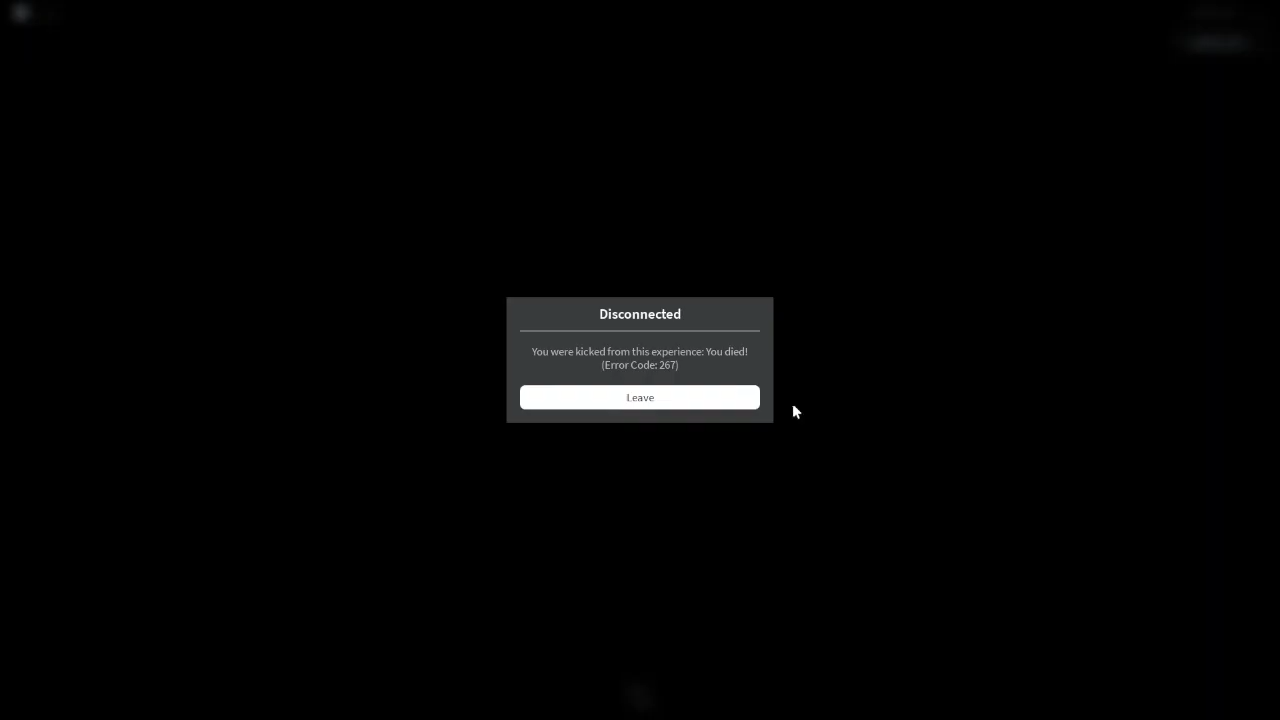 Disconnected
You were kicked from this experience: You died!
(Error Code: 267)
Leave